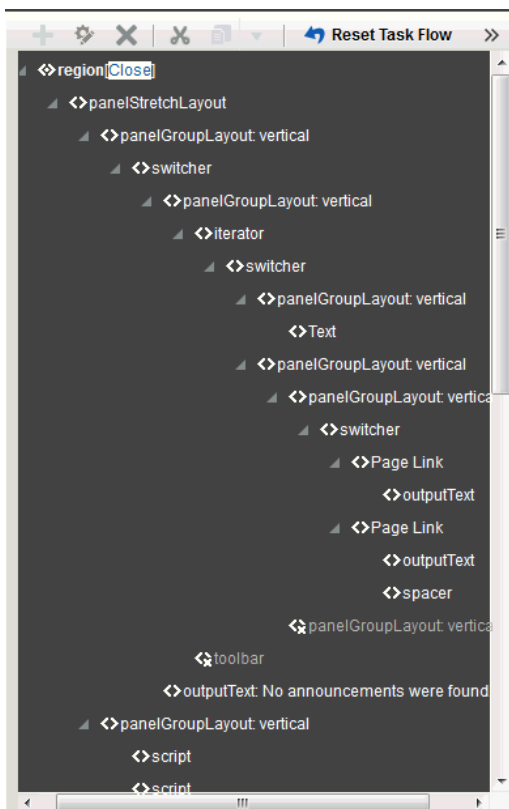 Reset Task Flow
region[Close]
panelStretchLayout
panelGroupLayout: vertical
switcher
panelGroupLayout: vertical
iterator
switcher
panelGroupLayout: vertical
Text
panelGroupLayout: vertical
panelGroupLayout: vertica
switcher
Page Link
outputText
Page Link
outputText
spacer
panelGroupLayout: vertica
toolbar
outputText: No announcements were found
panelGroupLayout: vertical
script
script